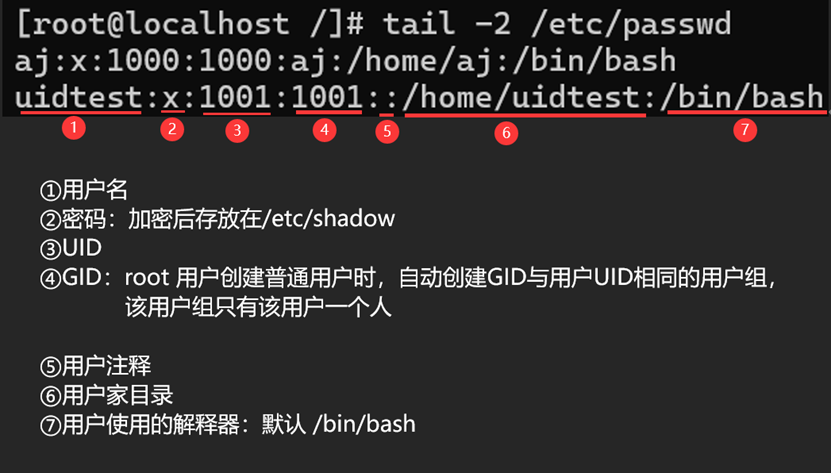 [root@localhost /]# tail -2 /etc/passwd
aj:x:1000:1000:aj:/home/aj:/bin/bash
uidtest:x:1001:1001::/home/uidtest:/bin/bash
1 2 3 4 5 6 7
①用户名
②密码：加密后存放在/etc/shadow
③UID
④GID：root 用户创建普通用户时，自动创建GID与用户UID相同的用户组，
该用户组只有该用户一个人
⑤用户注释
⑥用户家目录
⑦用户使用的解释器：默认 /bin/bash